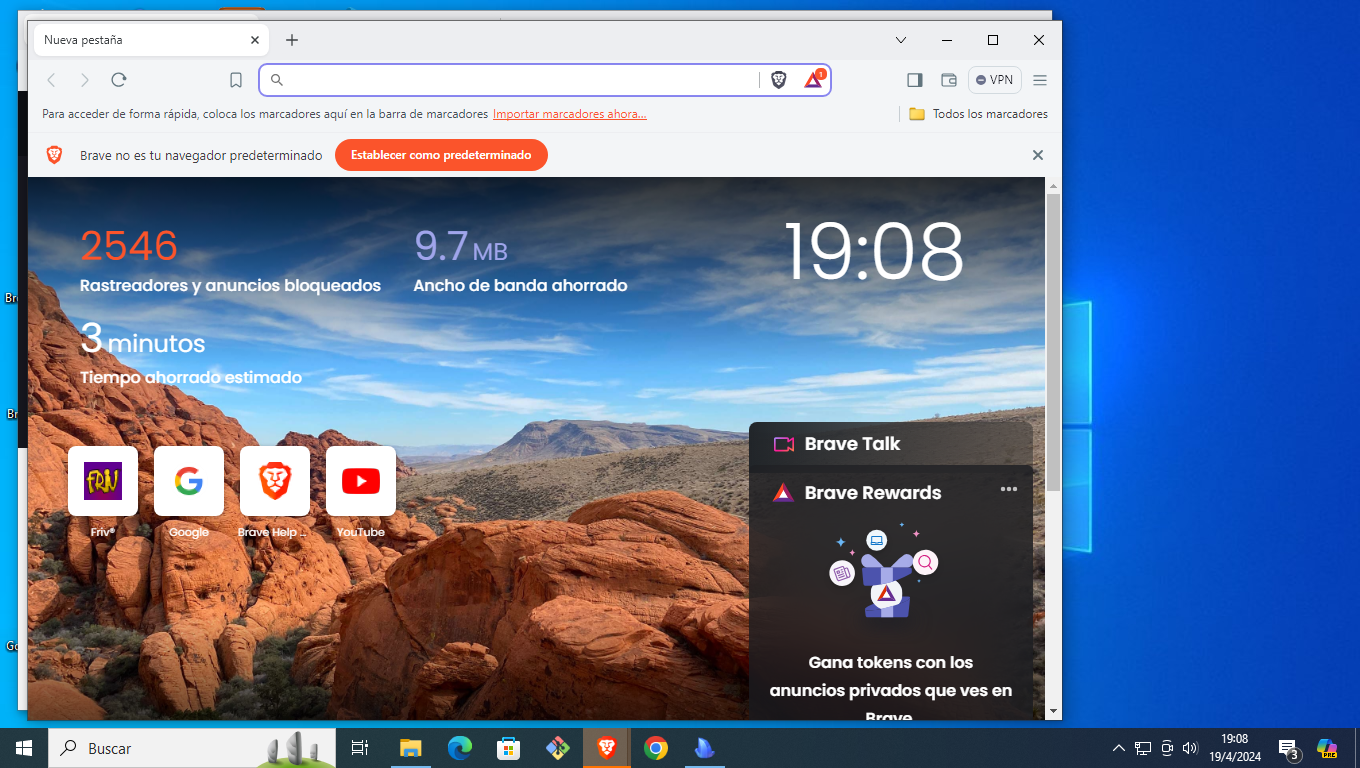 Nueva pestaña
1
VPN
Para acceder de forma rápida, coloca los marcadores aquí en la barra de marcadores Importar marcadores ahora...
Todos los marcadores
Brave no es tu navegador predeterminado
Establecer como predeterminado
2546
Rastreadores y anuncios bloqueados
9.7 MB
Ancho de banda ahorrado
19:08
3 minutos
Tiempo ahorrado estimado
FRIV
Friv®
Google
Brave Help ...
YouTube
Brave Talk
Brave Rewards
Gana tokens con los
anuncios privados que ves en
Brave
Buscar
19:08
19/4/2024
3
PRE